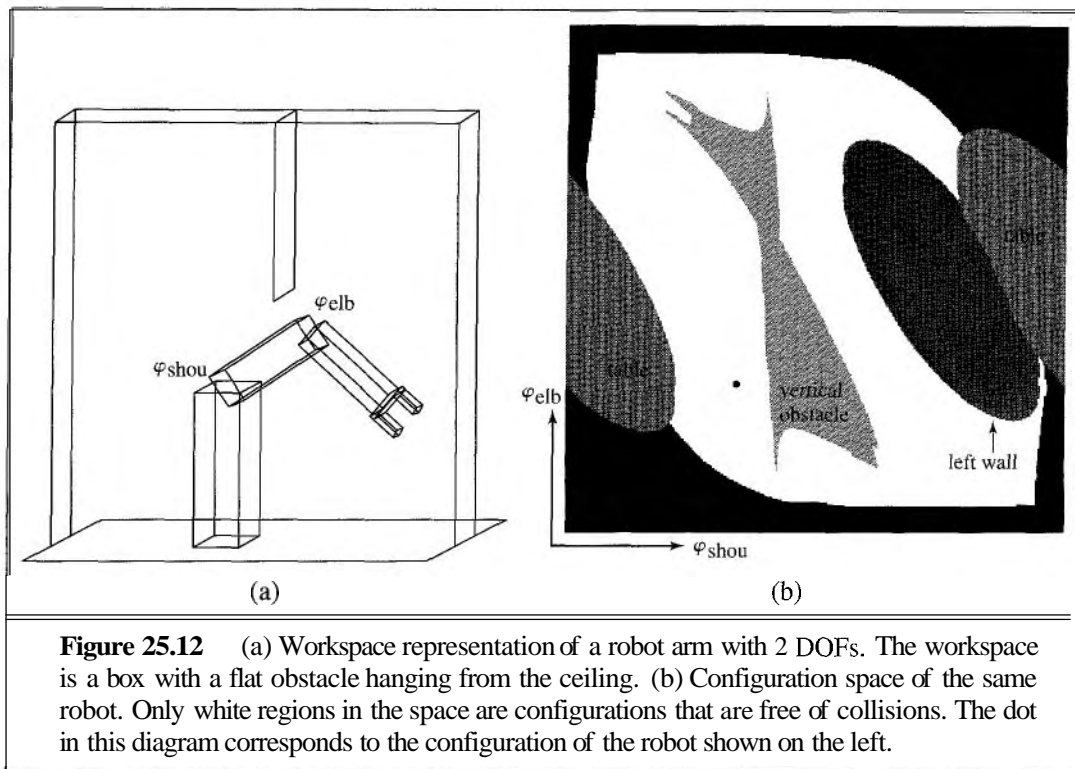 φelb
φshou
(a)
table
table
vertical
obstacle
left wall
φelb
φshou
(b)
Figure 25.12 (a) Workspace representation of a robot arm with 2 DOFs. The workspace
is a box with a flat obstacle hanging from the ceiling. (b) Configuration space of the same
robot. Only white regions in the space are configurations that are free of collisions. The dot
in this diagram corresponds to the configuration of the robot shown on the left.